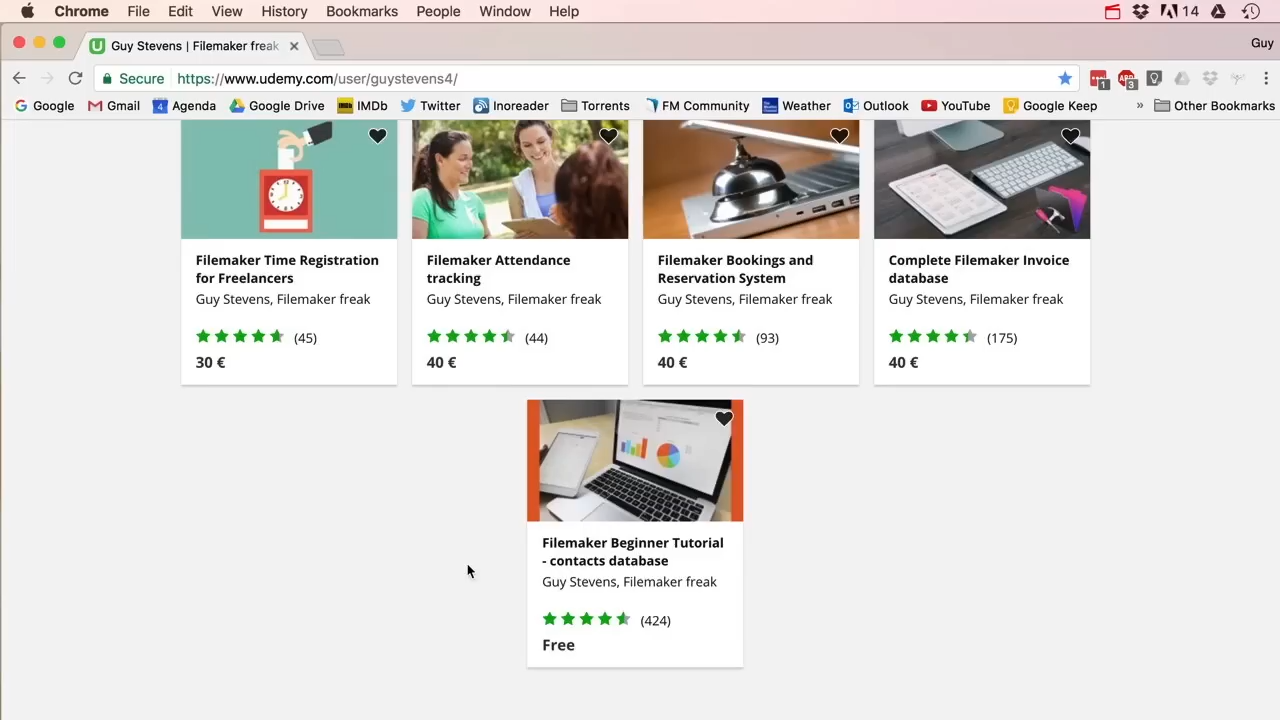 Chrome File Edit View History Bookmarks People Window Help 14
Guy Stevens | Filemaker freak
Guy
Secure https://www.udemy.com/user/guystevens4/
1 3
Google Gmail 4 Agenda Google Drive IMDb Twitter Inoreader Torrents FM Community Weather Outlook YouTube Google Keep » Other Bookmarks
Filemaker Time Registration
for Freelancers
Guy Stevens, Filemaker freak
(45)
30 €
Filemaker Attendance
tracking
Guy Stevens, Filemaker freak
(44)
40 €
Filemaker Bookings and
Reservation System
Guy Stevens, Filemaker freak
(93)
40 €
Complete Filemaker Invoice
database
Guy Stevens, Filemaker freak
(175)
40 €
Filemaker Beginner Tutorial
- contacts database
Guy Stevens, Filemaker freak
(424)
Free